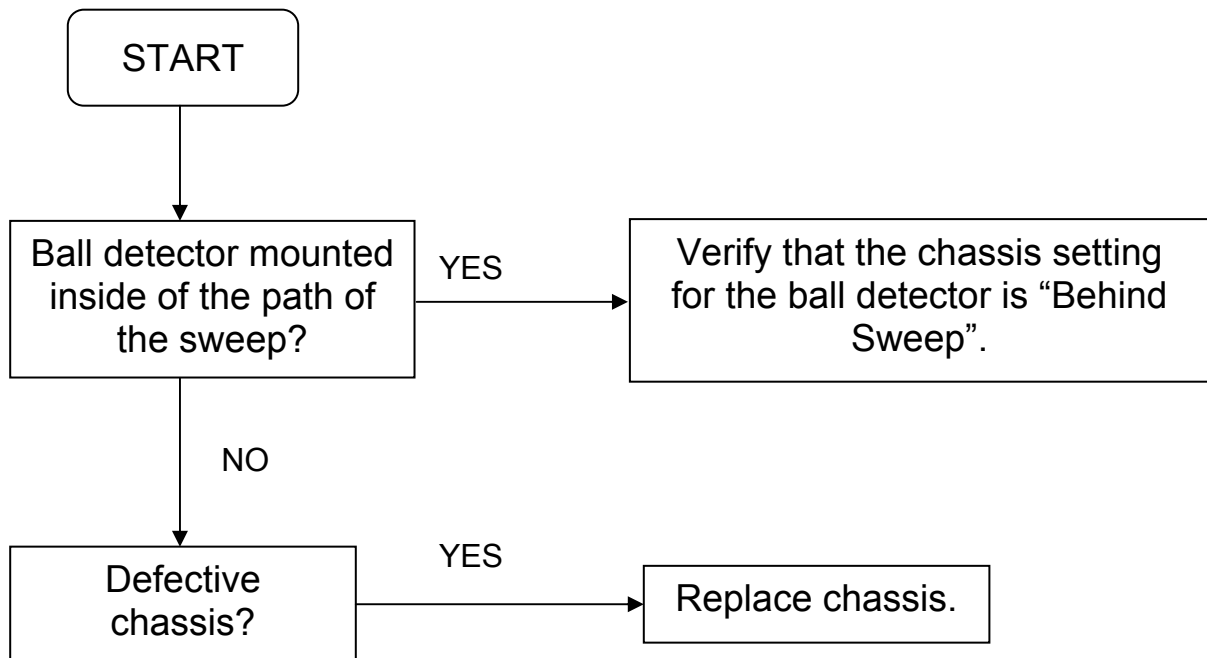 START
Ball detector mounted
inside of the path of
the sweep?
YES
Verify that the chassis setting
for the ball detector is “Behind
Sweep”.
NO
Defective
chassis?
YES
Replace chassis.